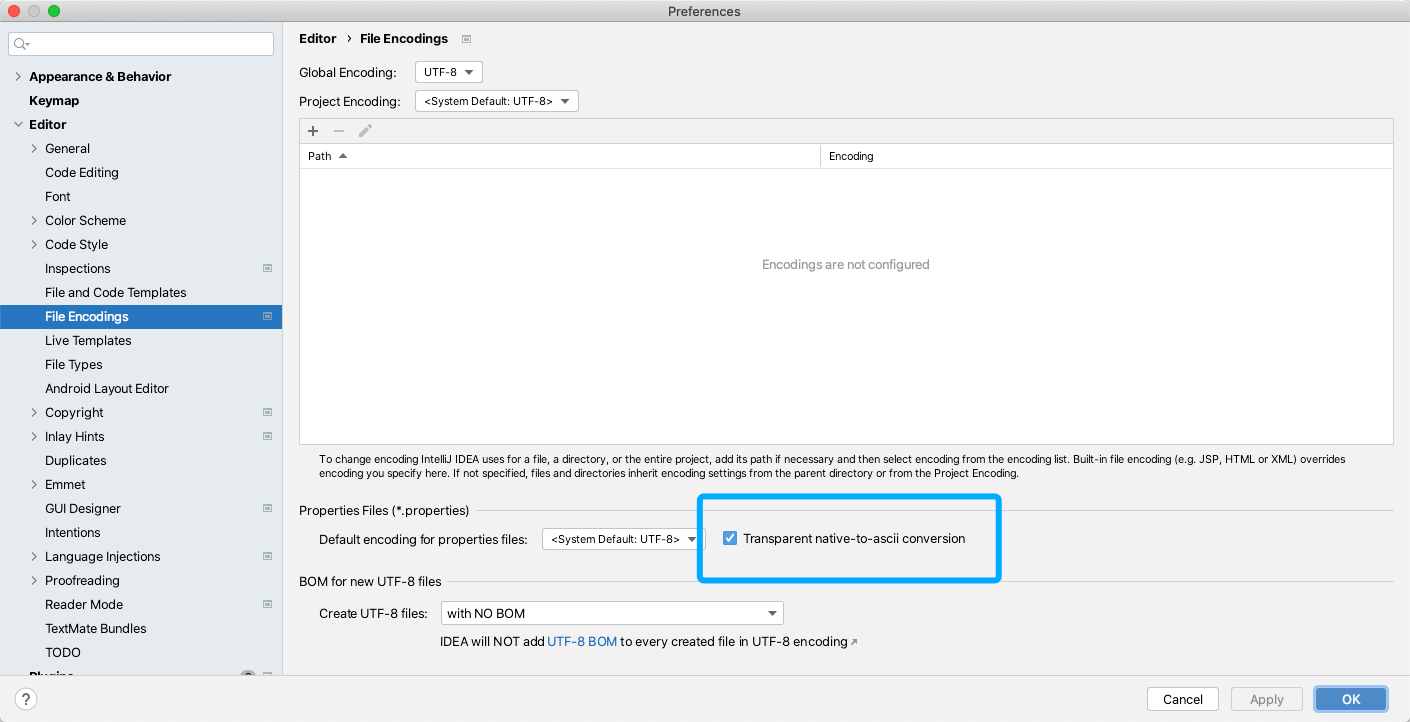 Preferences
Appearance & Behavior
Keymap
Editor
General
Code Editing
Font
Color Scheme
Code Style
Inspections
File and Code Templates
File Encodings
Live Templates
File Types
Android Layout Editor
Copyright
Inlay Hints
Duplicates
Emmet
GUI Designer
Intentions
Language Injections
Proofreading
Reader Mode
TextMate Bundles
TODO
Plugins
Editor › File Encodings
Global Encoding: UTF-8
Project Encoding: <System Default: UTF-8>
Path Encoding
Encodings are not configured
To change encoding IntelliJ IDEA uses for a file, a directory, or the entire project, add its path if necessary and then select encoding from the encoding list. Built-in file encoding (e.g. JSP, HTML or XML) overrides
encoding you specify here. If not specified, files and directories inherit encoding settings from the parent directory or from the Project Encoding.
Properties Files (*.properties)
Default encoding for properties files: <System Default: UTF-8> Transparent native-to-ascii conversion
BOM for new UTF-8 files
Create UTF-8 files: with NO BOM
IDEA will NOT add UTF-8 BOM to every created file in UTF-8 encoding ↗
? Cancel Apply OK